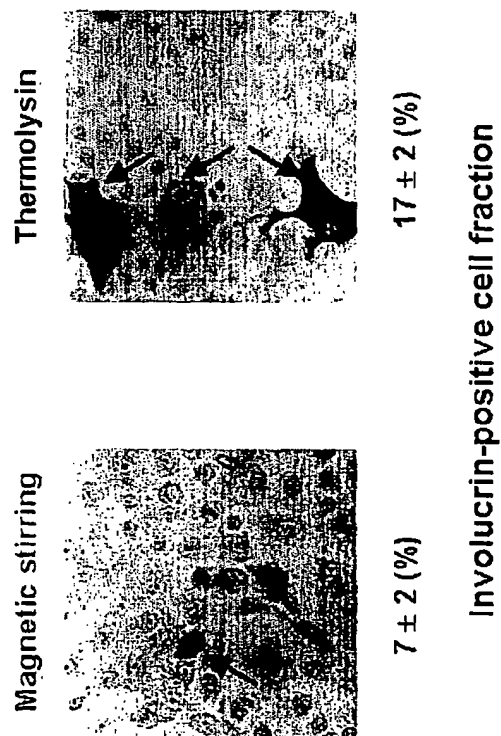 Magnetic stirring
Thermolysin
7 ± 2 (%)
17 ± 2 (%)
Involucrin-positive cell fraction